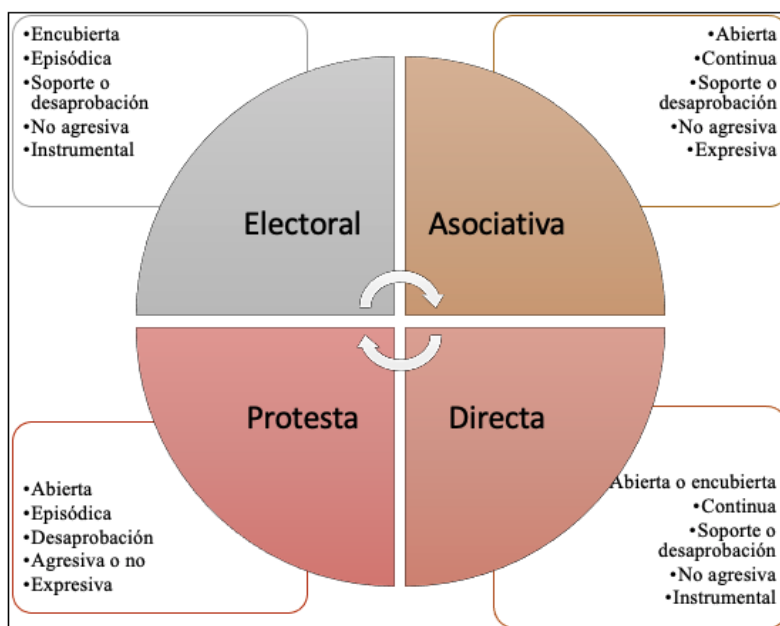 •Encubierta
•Episódica
•Soporte o
desaprobación
•No agresiva
•Instrumental
•Abierta
•Continua
•Soporte o
desaprobación
•No agresiva
•Expresiva
Electoral
Asociativa
Protesta
Directa
•Abierta
•Episódica
•Desaprobación
•Agresiva o no
•Expresiva
Abierta o encubierta
•Continua
•Soporte o
desaprobación
•No agresiva
•Instrumental